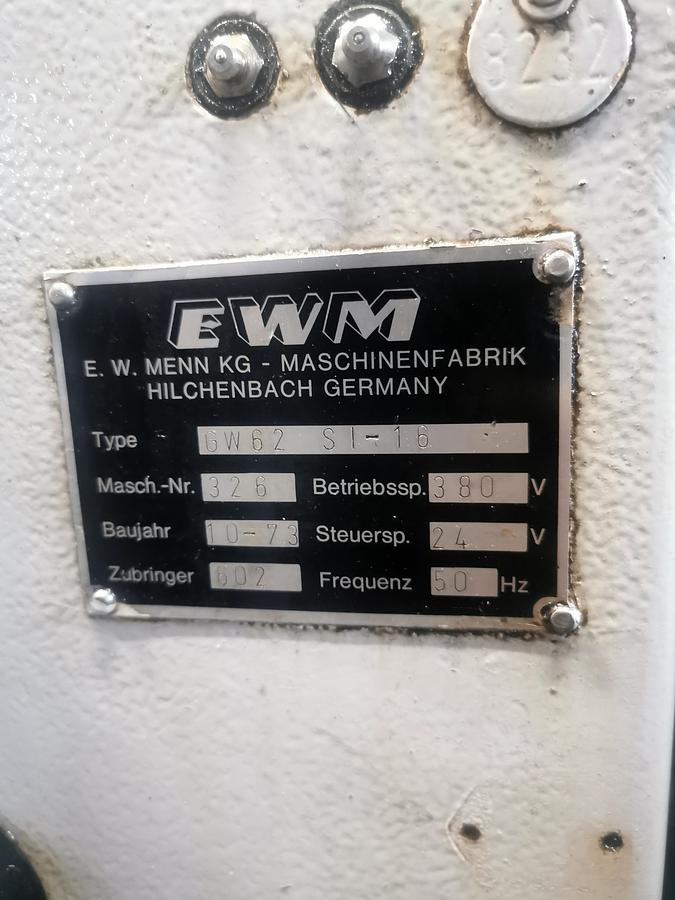 8212
EWM
E. W. MENN KG - MASCHINENFABRIK
HILCHENBACH GERMANY
Type GW62 SI-16
Masch.-Nr. 326 Betriebssp. 380 V
Baujahr 10-73 Steuersp. 24 V
Zubringer 602 Frequenz 50 Hz